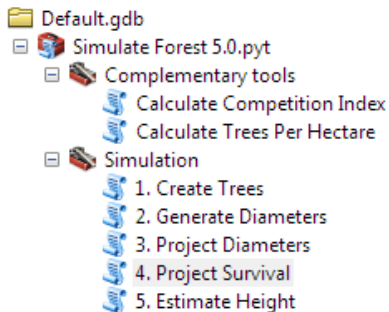 Default.gdb
Simulate Forest 5.0.pyt
Complementary tools
Calculate Competition Index
Calculate Trees Per Hectare
Simulation
1. Create Trees
2. Generate Diameters
3. Project Diameters
4. Project Survival
5. Estimate Height